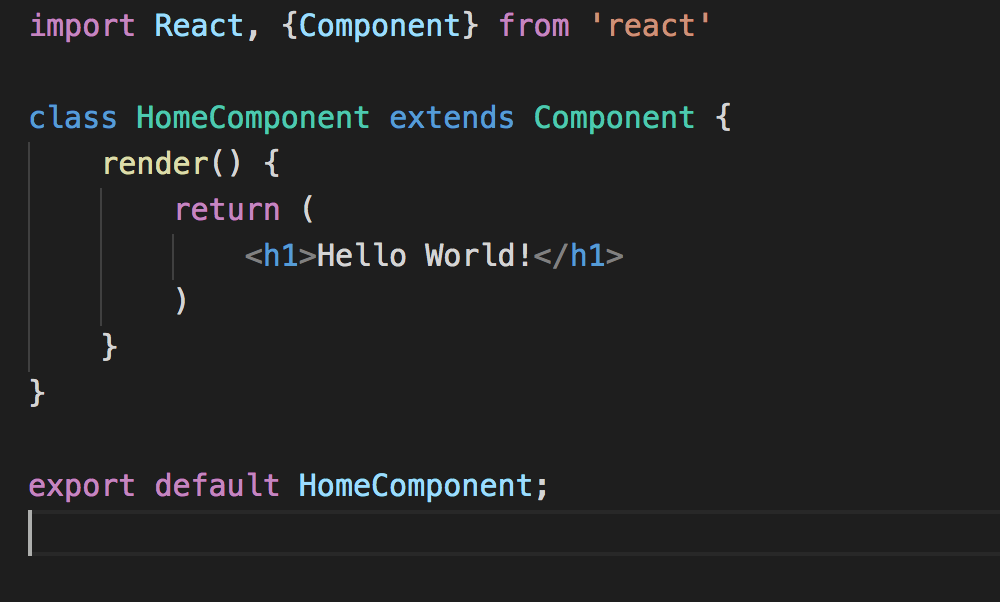 import React, {Component} from 'react'
class HomeComponent extends Component {
render() {
return (
<h1>Hello World!</h1>
)
}
}
export default HomeComponent;